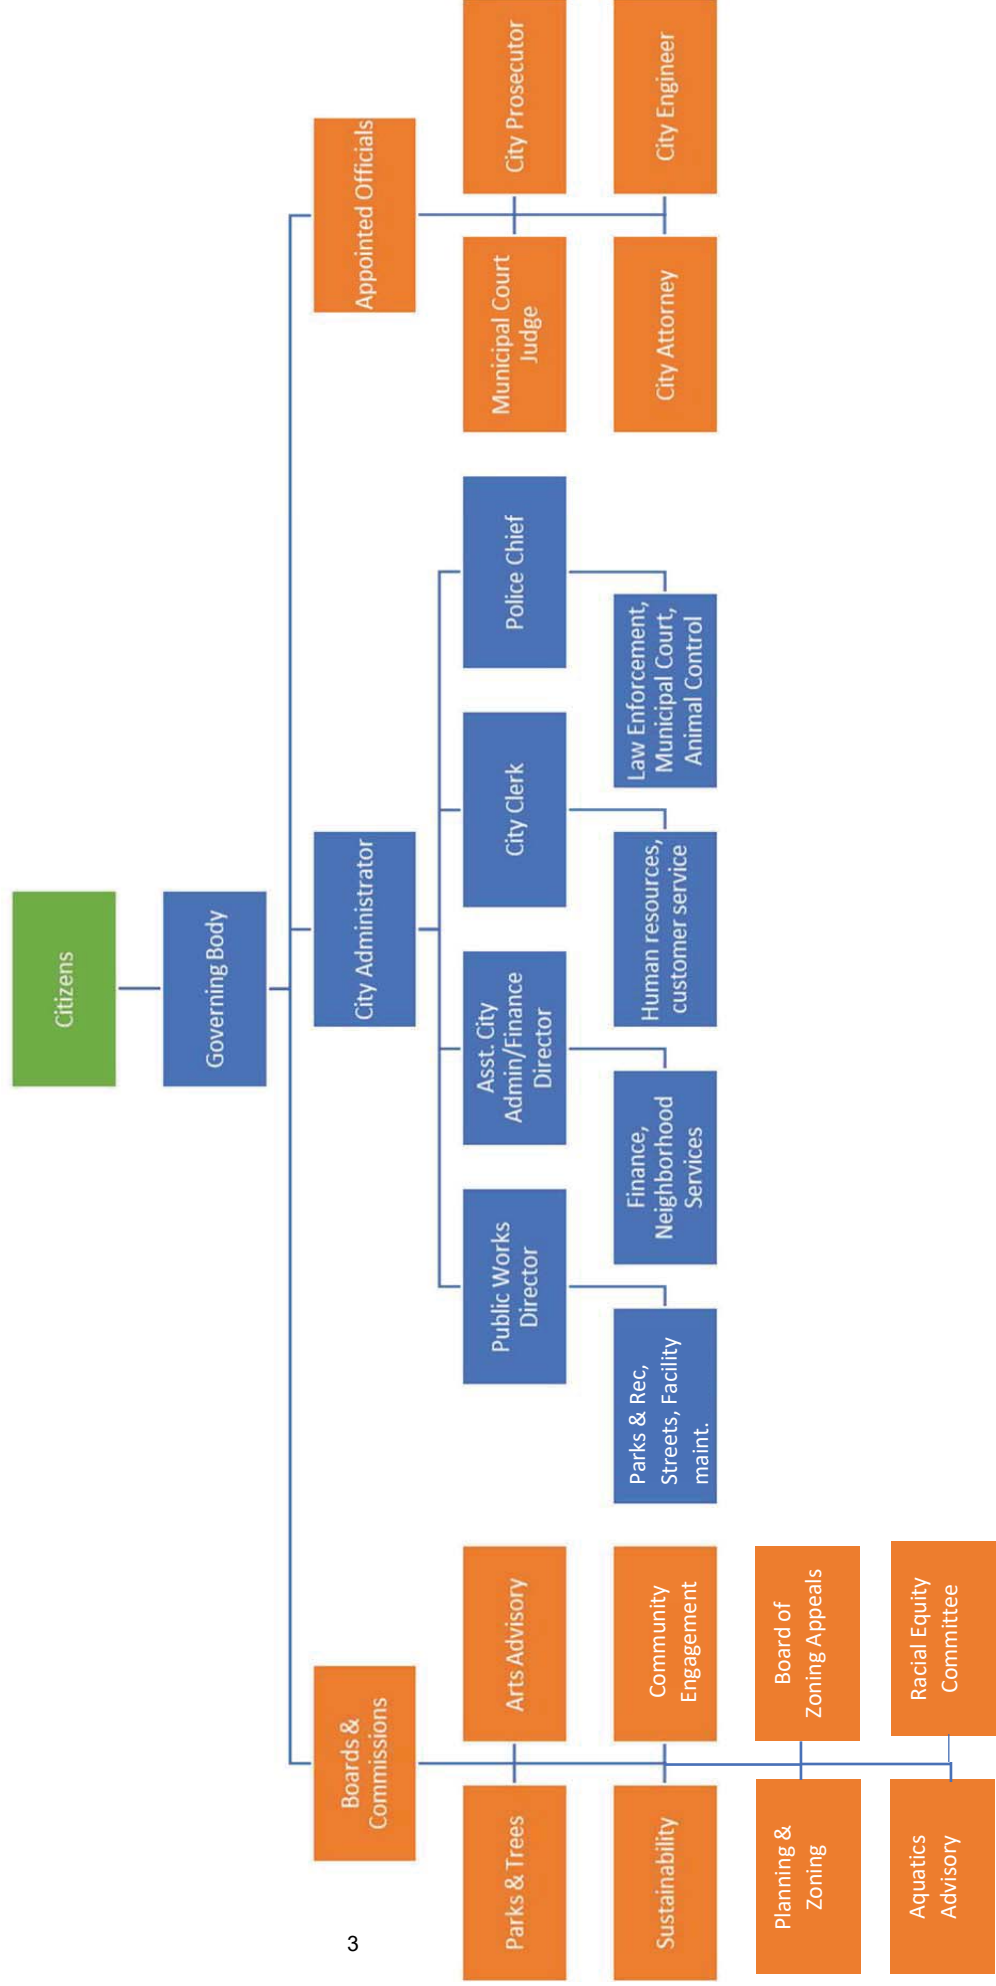 Citizens
Governing Body
Boards &
Commissions
City Administrator
Appointed Officials
Parks & Trees
Arts Advisory
Sustainability
Community
Engagement
Planning &
Zoning
Board of
Zoning Appeals
Aquatics
Advisory
Racial Equity
Committee
Public Works
Director
Asst. City
Admin/Finance
Director
City Clerk
Police Chief
Parks & Rec,
Streets, Facility
maint.
Finance,
Neighborhood
Services
Human resources,
customer service
Law Enforcement,
Municipal Court,
Animal Control
Municipal Court
Judge
City Prosecutor
City Attorney
City Engineer
3